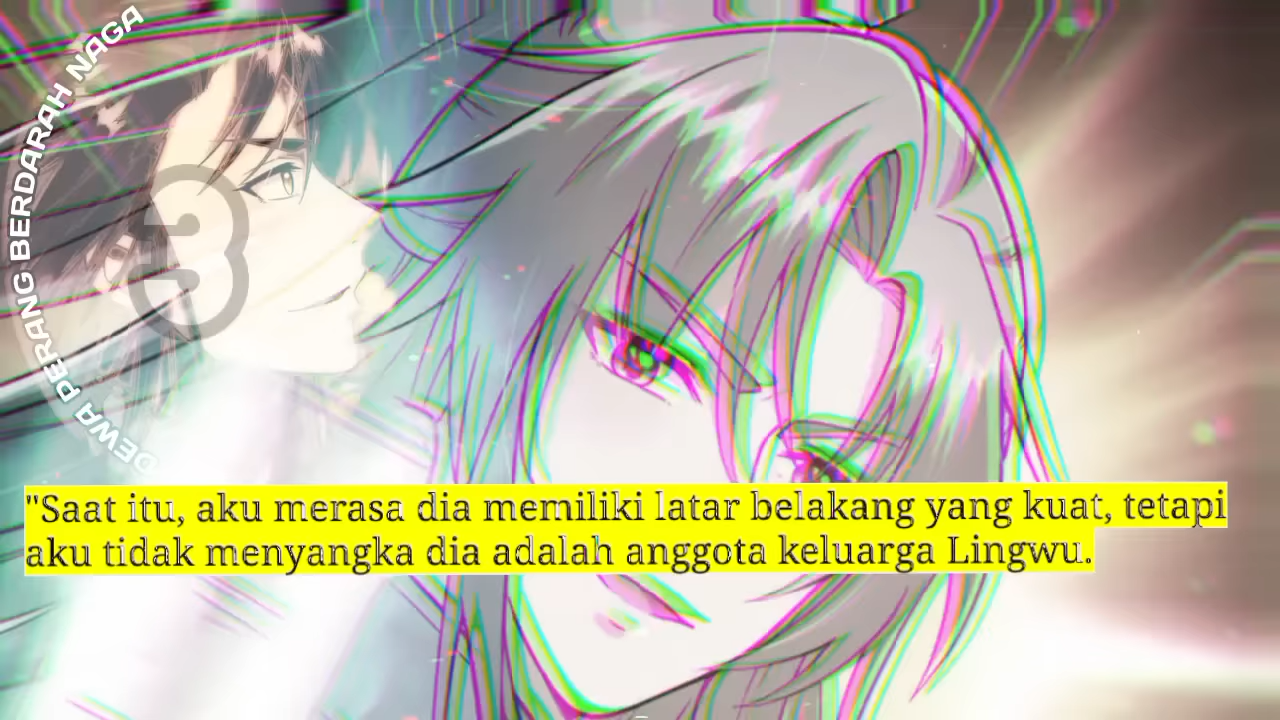 DEWA PERANG BERDARAH NAGA
"Saat itu, aku merasa dia memiliki latar belakang yang kuat, tetapi
aku tidak menyangka dia adalah anggota keluarga Lingwu.